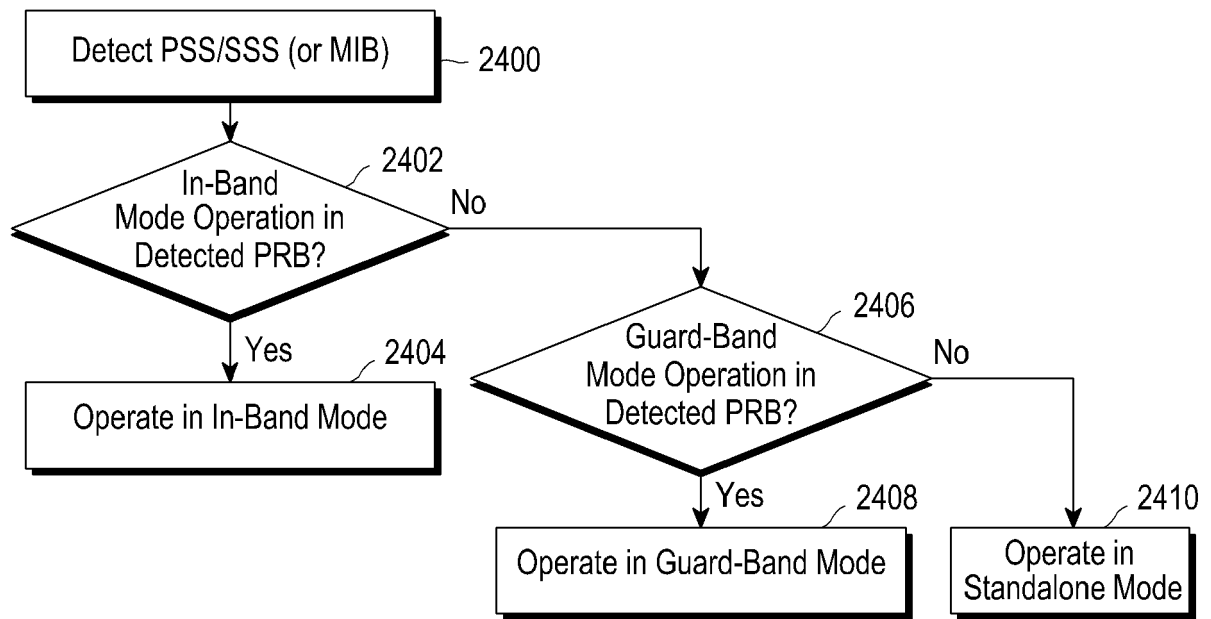 Detect PSS/SSS (or MIB)
2400
2402
In-Band
Mode Operation in
Detected PRB?
No
Yes
2404
Operate in In-Band Mode
2406
Guard-Band
Mode Operation in
Detected PRB?
No
Yes
2408
Operate in Guard-Band Mode
2410
Operate in
Standalone Mode